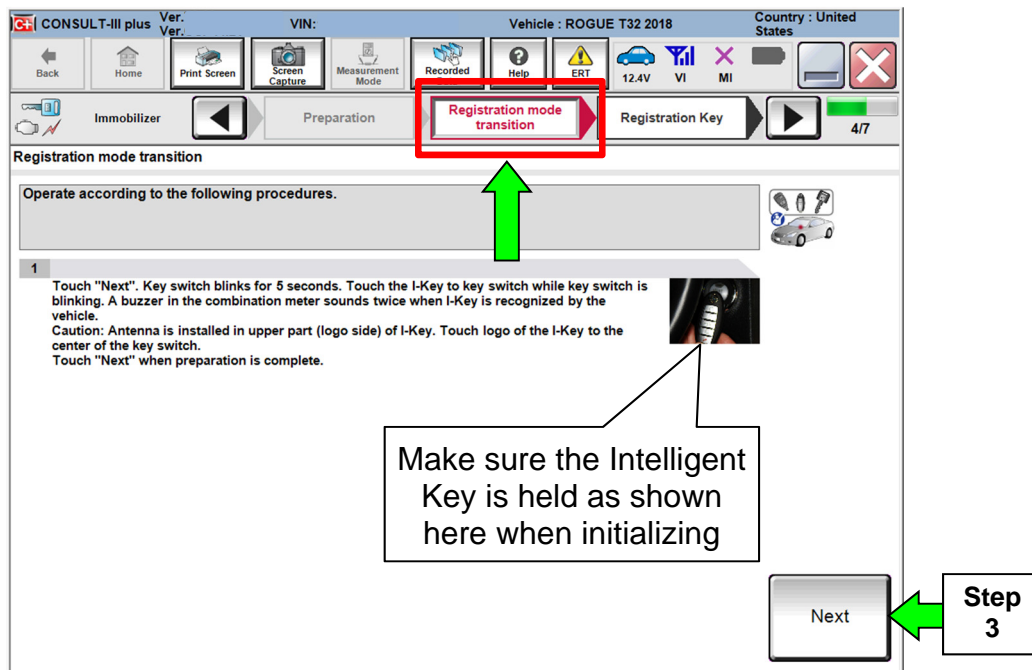 C+ CONSULT-III plus Ver. VIN: Vehicle : ROGUE T32 2018 Country : United
Ver. States
Back Home Print Screen Screen Capture Measurement Mode Recorded Help ERT 12.4V VI MI
Immobilizer Preparation Registration mode transition Registration Key 4/7
Registration mode transition
Operate according to the following procedures.
1
Touch "Next". Key switch blinks for 5 seconds. Touch the I-Key to key switch while key switch is
blinking. A buzzer in the combination meter sounds twice when I-Key is recognized by the
vehicle.
Caution: Antenna is installed in upper part (logo side) of I-Key. Touch logo of the I-Key to the
center of the key switch.
Touch "Next" when preparation is complete.
Make sure the Intelligent
Key is held as shown
here when initializing
Next
Step
3